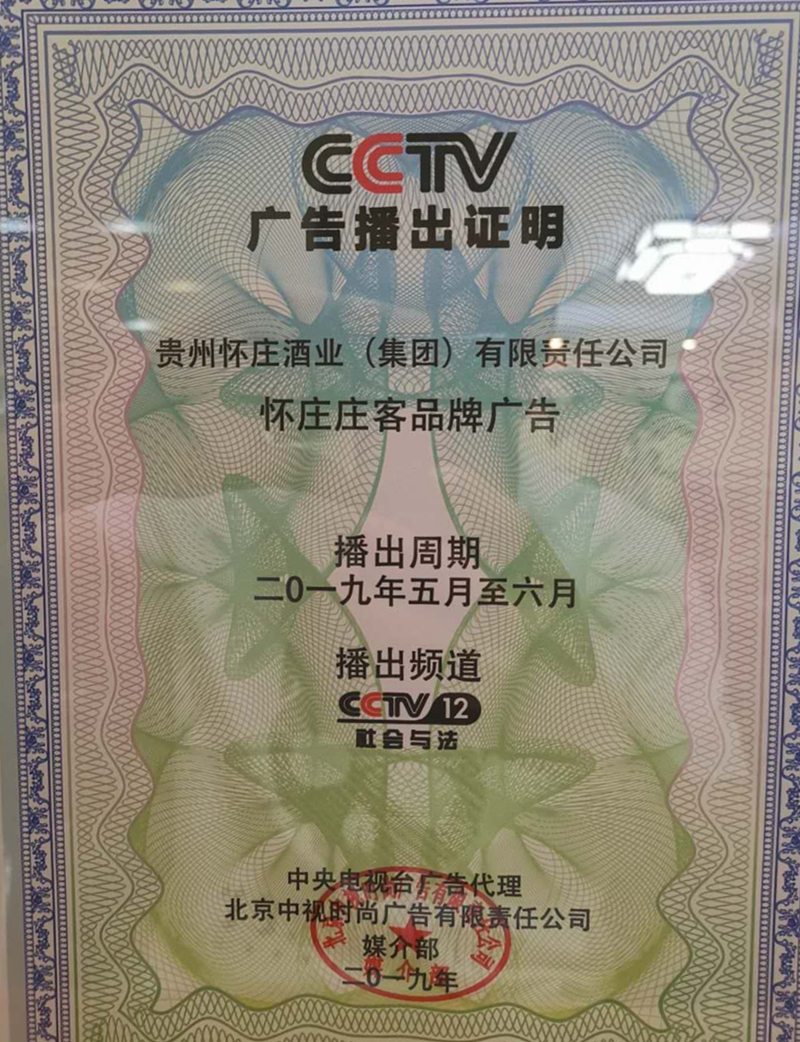 CCTV
广告播出证明
贵州怀庄酒业（集团）有限责任公司
怀庄庄客品牌广告
播出周期
二0一九年五月至六月
播出频道
CCTV 12
社会与法
中央电视台广告代理
北京中视时尚广告有限责任公司
媒介部
二0一九年